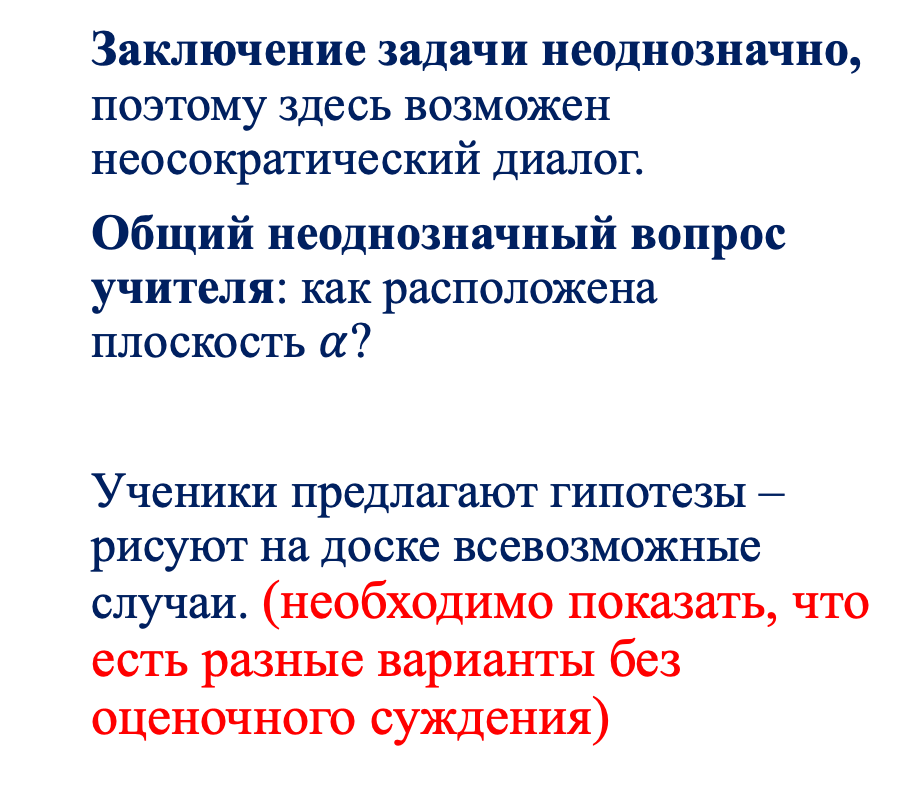 Заключение задачи неоднозначно,
поэтому здесь возможен
неосократический диалог.
Общий неоднозначный вопрос
учителя: как расположена
плоскость 𝛼?
Ученики предлагают гипотезы –
рисуют на доске всевозможные
случаи. (необходимо показать, что
есть разные варианты без
оценочного суждения)